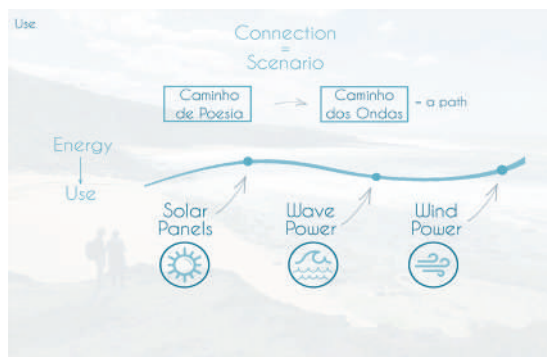 Use.
Connection
=
Scenario
Caminho
de Poesia
Caminho
dos Ondas
= a path
Energy
Use
Solar
Panels
Wave
Power
Wind
Power